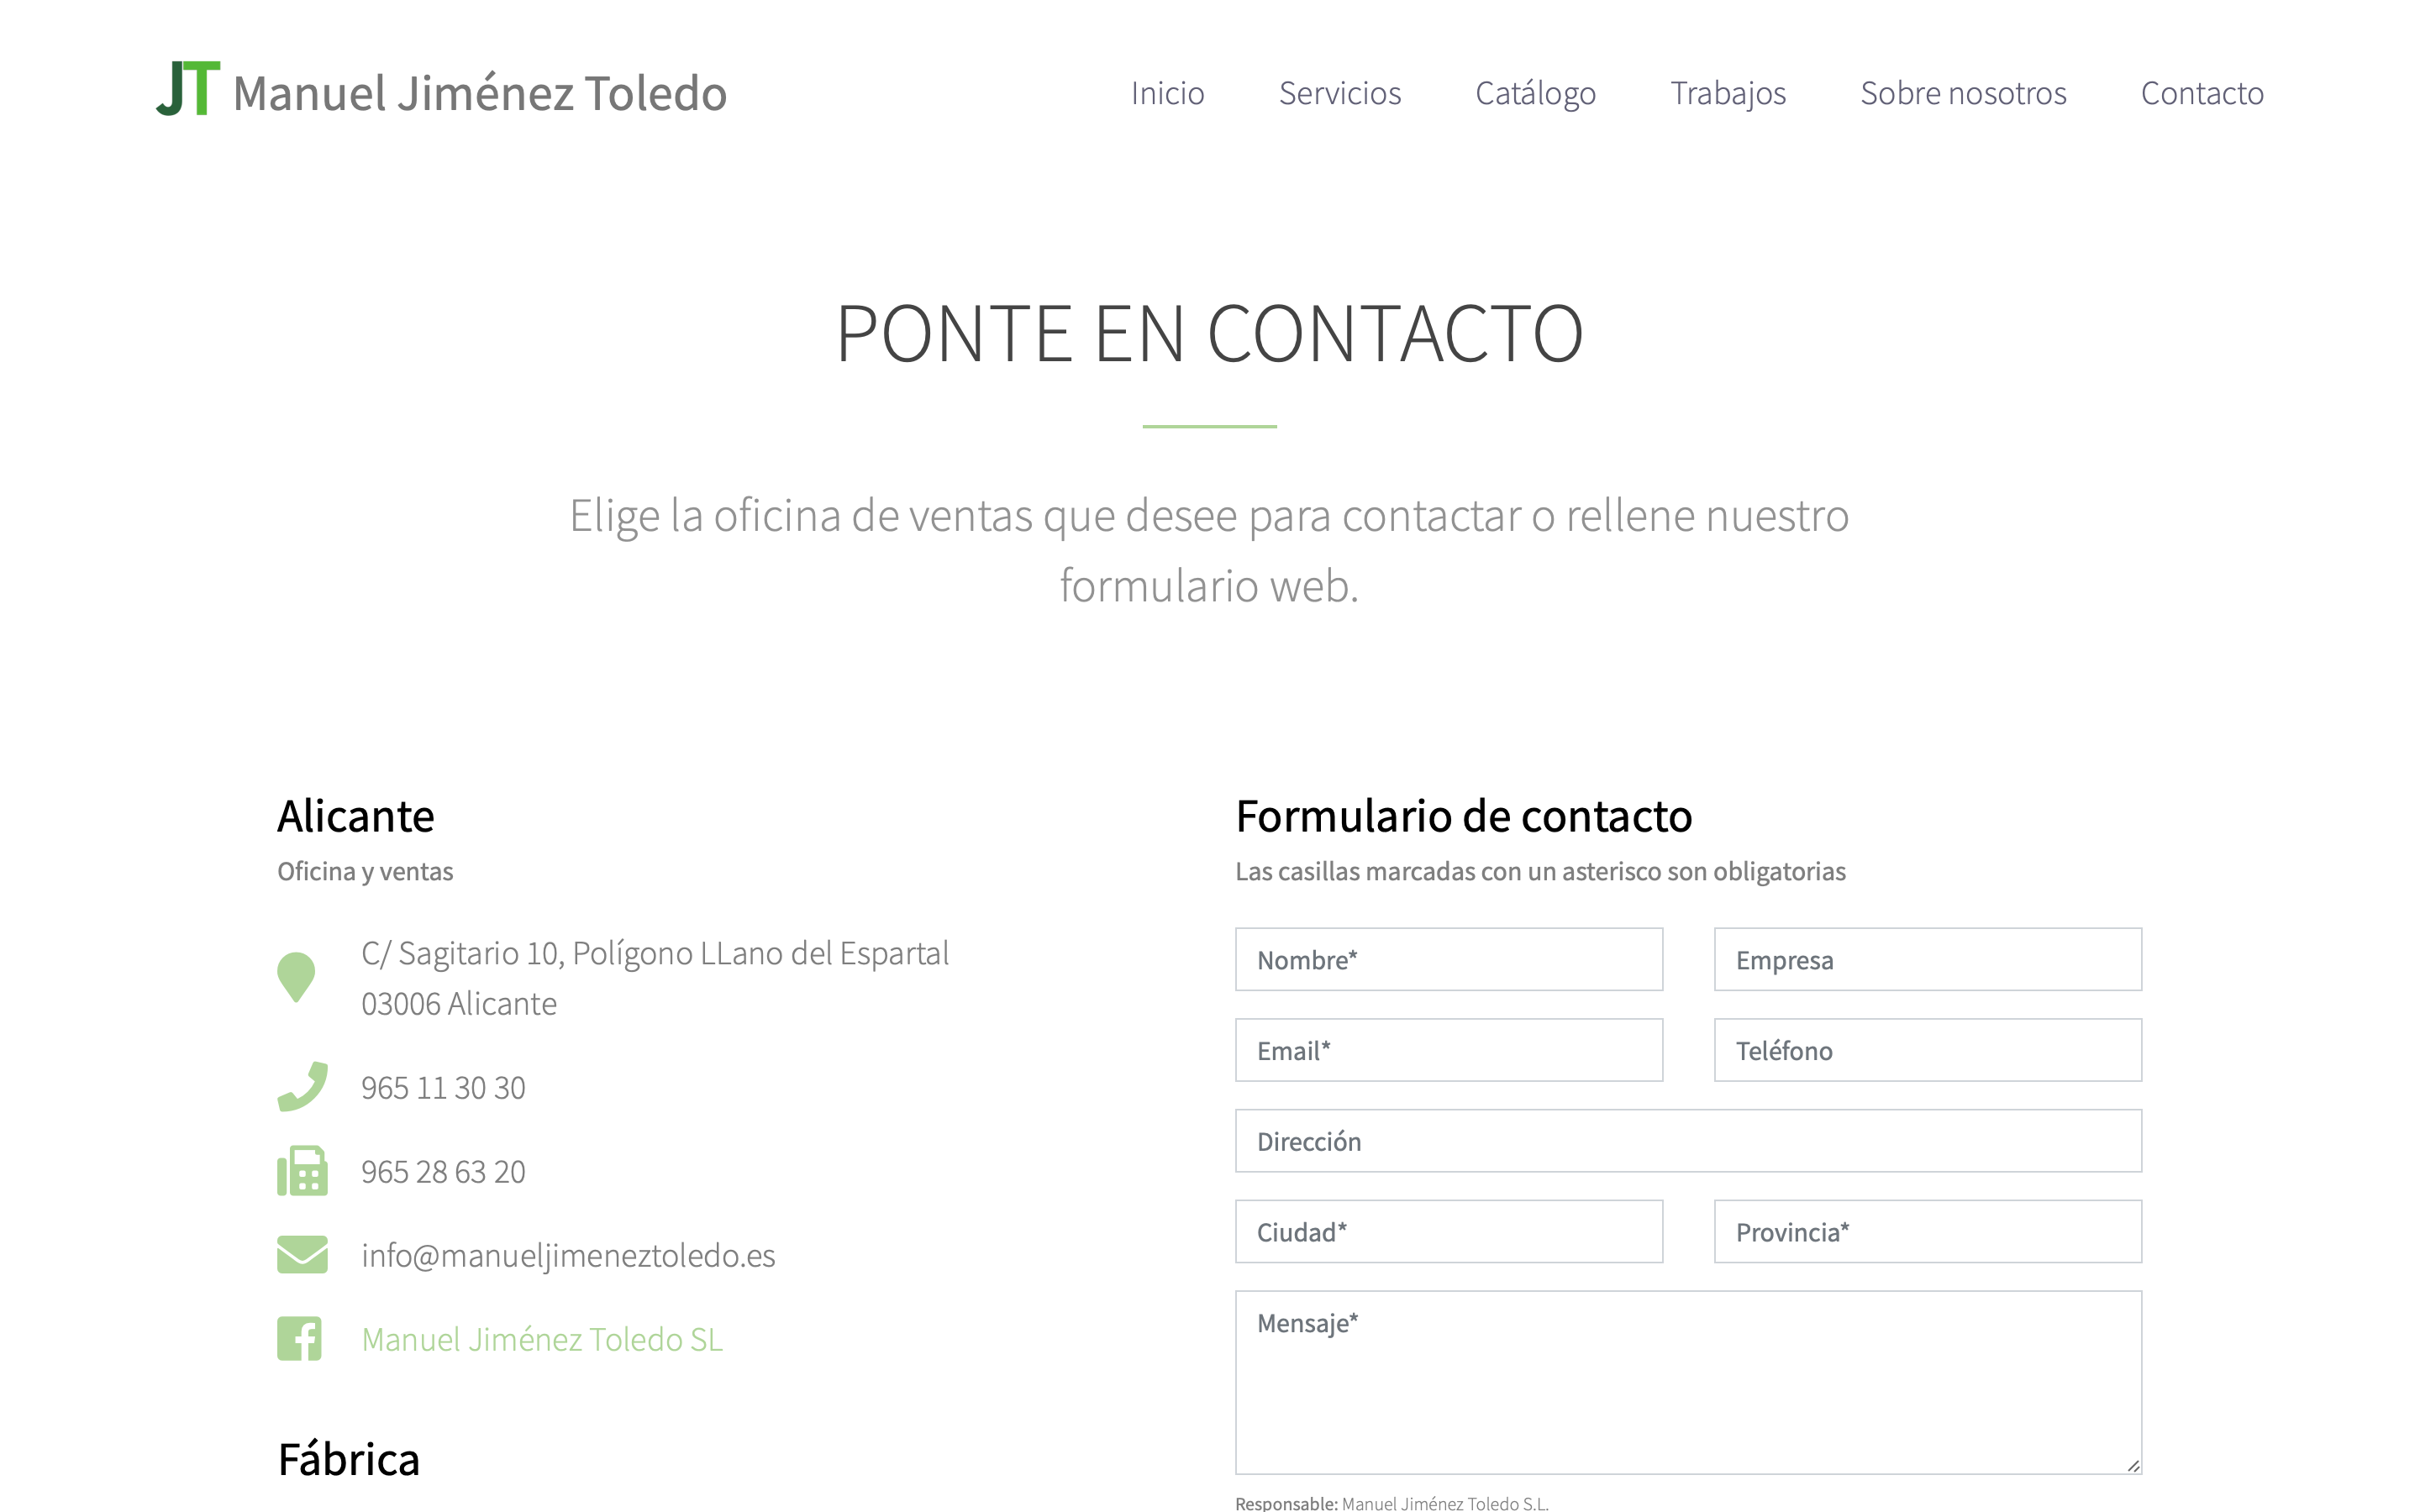 JT Manuel Jiménez Toledo
Inicio Servicios Catálogo Trabajos Sobre nosotros Contacto
PONTE EN CONTACTO
Elige la oficina de ventas que desee para contactar o rellene nuestro
formulario web.
Alicante
Oficina y ventas
C/ Sagitario 10, Polígono LLano del Espartal
03006 Alicante
965 11 30 30
965 28 63 20
info@manueljimeneztoledo.es
Manuel Jiménez Toledo SL
Fábrica
Formulario de contacto
Las casillas marcadas con un asterisco son obligatorias
Nombre* Empresa
Email* Teléfono
Dirección
Ciudad* Provincia*
Mensaje*
Responsable: Manuel Jiménez Toledo S.L.